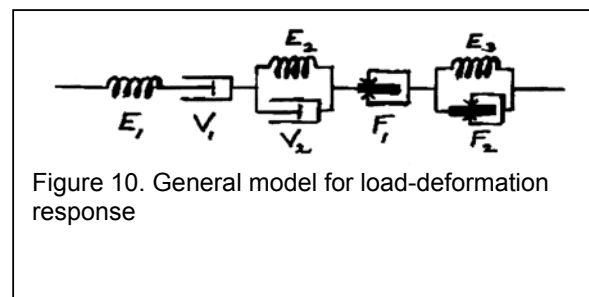 E₂ E₃
E₁ V₁ V₂ F₁ F₂
Figure 10. General model for load-deformation
response